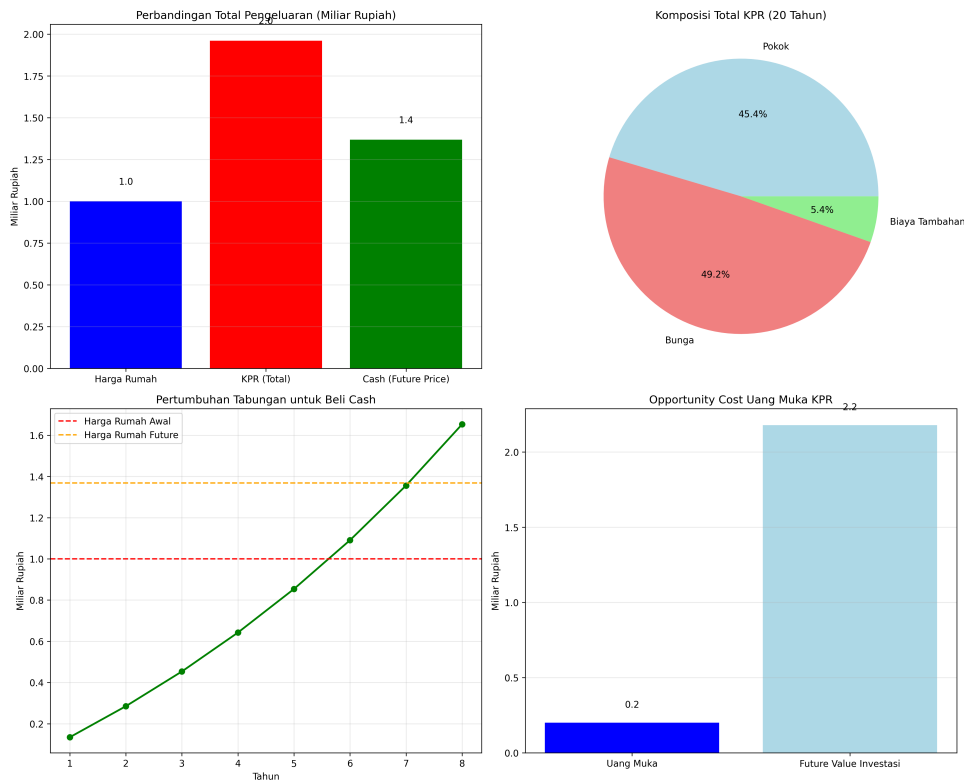 Perbandingan Total Pengeluaran (Miliar Rupiah)
2.0
2.00
1.75
1.50
1.25
1.00
0.75
0.50
0.25
0.00
Miliar Rupiah
1.0
1.4
Harga Rumah
KPR (Total)
Cash (Future Price)
Komposisi Total KPR (20 Tahun)
Pokok
45.4%
5.4%
Biaya Tambahan
49.2%
Bunga
Pertumbuhan Tabungan untuk Beli Cash
Harga Rumah Awal
Harga Rumah Future
1.6
1.4
1.2
1.0
0.8
0.6
0.4
0.2
Miliar Rupiah
1 2 3 4 5 6 7 8
Tahun
Opportunity Cost Uang Muka KPR
2.2
2.0
1.5
1.0
0.5
0.0
Miliar Rupiah
0.2
Uang Muka
Future Value Investasi